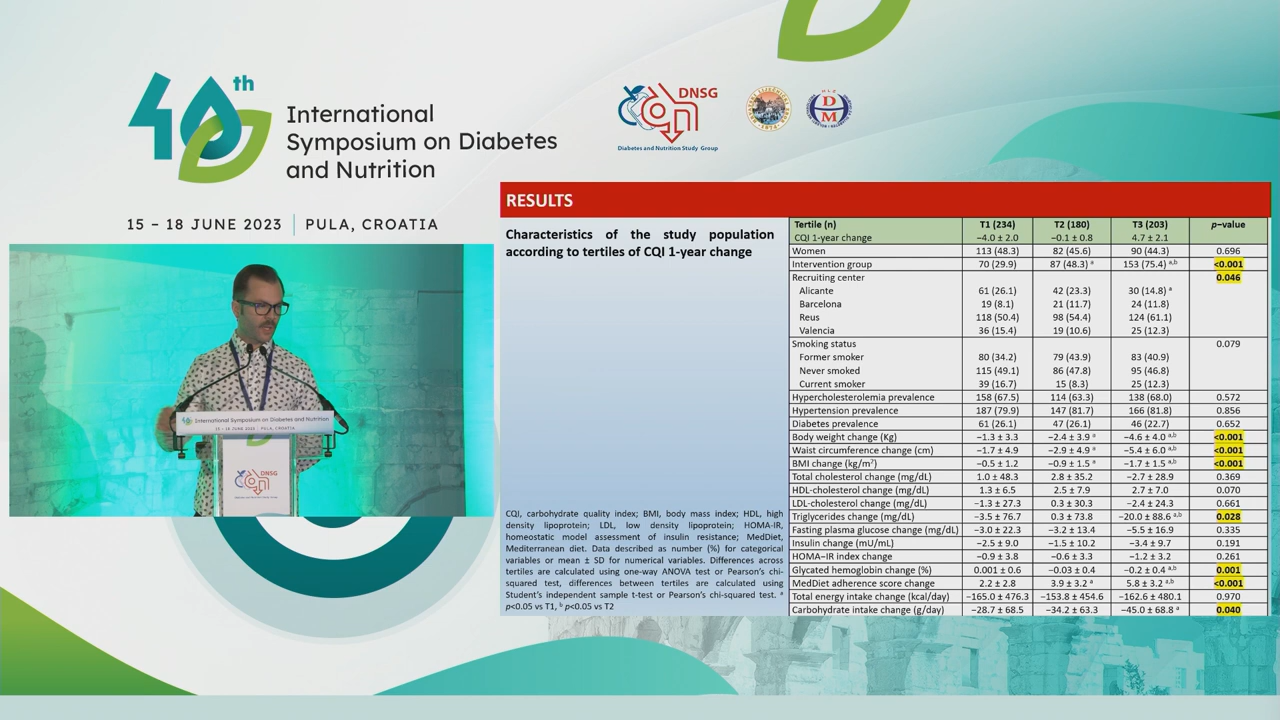 40th
International
Symposium on Diabetes
and Nutrition
15 – 18 JUNE 2023 | PULA, CROATIA
DNSG
Diabetes and Nutrition Study Group
D
M
International Symposium on Diabetes and Nutrition
15 - 18 JUNE 2023 | PULA, CROATIA
DNSG
RESULTS
Characteristics of the study population
according to tertiles of CQI 1-year change
CQI, carbohydrate quality index; BMI, body mass index; HDL, high
density lipoprotein; LDL, low density lipoprotein; HOMA-IR,
homeostatic model assessment of insulin resistance; MedDiet,
Mediterranean diet. Data described as number (%) for categorical
variables or mean ± SD for numerical variables. Differences across
tertiles are calculated using one-way ANOVA test or Pearson's chi-
squared test, differences between tertiles are calculated using
Student's independent sample t-test or Pearson's chi-squared test. a
p<0.05 vs T1, b p<0.05 vs T2
Tertile (n) T1 (234) T2 (180) T3 (203) p–value
CQI 1-year change −4.0 ± 2.0 −0.1 ± 0.8 4.7 ± 2.1
Women 113 (48.3) 82 (45.6) 90 (44.3) 0.696
Intervention group 70 (29.9) 87 (48.3) a 153 (75.4) a,b <0.001
Recruiting center 0.046
Alicante 61 (26.1) 42 (23.3) 30 (14.8) a
Barcelona 19 (8.1) 21 (11.7) 24 (11.8)
Reus 118 (50.4) 98 (54.4) 124 (61.1)
Valencia 36 (15.4) 19 (10.6) 25 (12.3)
Smoking status 0.079
Former smoker 80 (34.2) 79 (43.9) 83 (40.9)
Never smoked 115 (49.1) 86 (47.8) 95 (46.8)
Current smoker 39 (16.7) 15 (8.3) 25 (12.3)
Hypercholesterolemia prevalence 158 (67.5) 114 (63.3) 138 (68.0) 0.572
Hypertension prevalence 187 (79.9) 147 (81.7) 166 (81.8) 0.856
Diabetes prevalence 61 (26.1) 47 (26.1) 46 (22.7) 0.652
Body weight change (Kg) −1.3 ± 3.3 −2.4 ± 3.9 a −4.6 ± 4.0 a,b <0.001
Waist circumference change (cm) −1.7 ± 4.9 −2.9 ± 4.9 a −5.4 ± 6.0 a,b <0.001
BMI change (kg/m²) −0.5 ± 1.2 −0.9 ± 1.5 a −1.7 ± 1.5 a,b <0.001
Total cholesterol change (mg/dL) 1.0 ± 48.3 2.8 ± 35.2 −2.7 ± 28.9 0.369
HDL-cholesterol change (mg/dL) 1.3 ± 6.5 2.5 ± 7.9 2.7 ± 7.0 0.070
LDL-cholesterol change (mg/dL) −1.3 ± 27.3 0.3 ± 30.3 −2.4 ± 24.3 0.661
Triglycerides change (mg/dL) −3.5 ± 76.7 0.3 ± 73.8 −20.0 ± 88.6 a,b 0.028
Fasting plasma glucose change (mg/dL) −3.0 ± 22.3 −3.2 ± 13.4 −5.5 ± 16.9 0.335
Insulin change (mU/mL) −2.5 ± 9.0 −1.5 ± 10.2 −3.4 ± 9.7 0.191
HOMA–IR index change −0.9 ± 3.8 −0.6 ± 3.3 −1.2 ± 3.2 0.261
Glycated hemoglobin change (%) 0.001 ± 0.6 −0.03 ± 0.4 −0.2 ± 0.4 a,b 0.001
MedDiet adherence score change 2.2 ± 2.8 3.9 ± 3.2 a 5.8 ± 3.2 a,b <0.001
Total energy intake change (kcal/day) −165.0 ± 476.3 −153.8 ± 454.6 −162.6 ± 480.1 0.970
Carbohydrate intake change (g/day) −28.7 ± 68.5 −34.2 ± 63.3 −45.0 ± 68.8 a 0.040